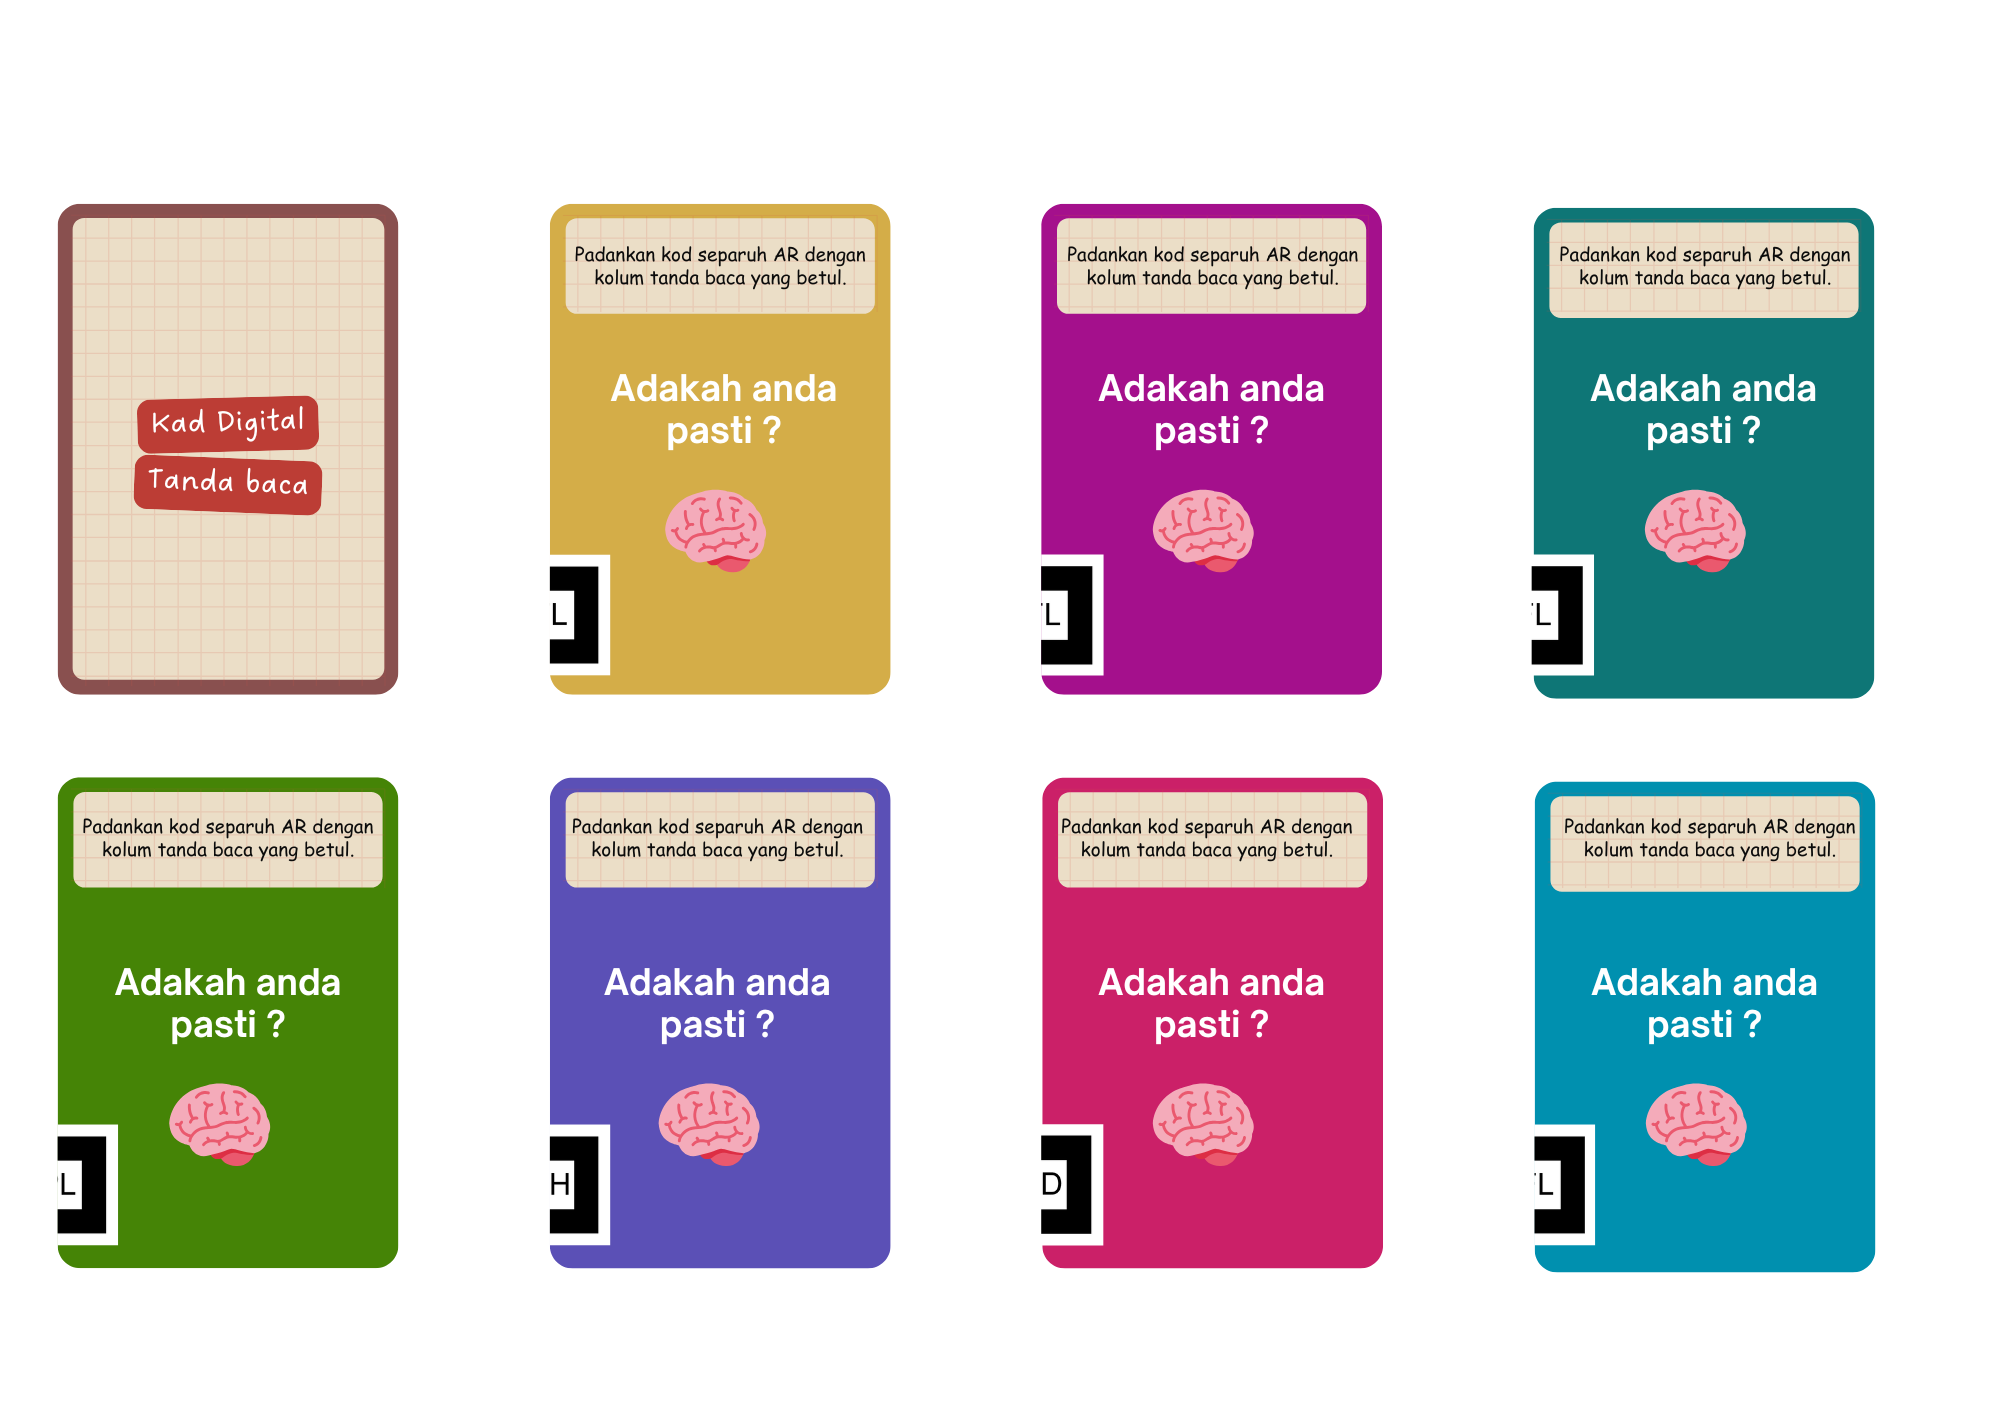 Kad Digital
Tanda baca
Padankan kod separuh AR dengan
kolum tanda baca yang betul.
Adakah anda
pasti ?
L
Padankan kod separuh AR dengan
kolum tanda baca yang betul.
Adakah anda
pasti ?
L
Padankan kod separuh AR dengan
kolum tanda baca yang betul.
Adakah anda
pasti ?
L
Padankan kod separuh AR dengan
kolum tanda baca yang betul.
Adakah anda
pasti ?
L
Padankan kod separuh AR dengan
kolum tanda baca yang betul.
Adakah anda
pasti ?
H
Padankan kod separuh AR dengan
kolum tanda baca yang betul.
Adakah anda
pasti ?
D
Padankan kod separuh AR dengan
kolum tanda baca yang betul.
Adakah anda
pasti ?
L